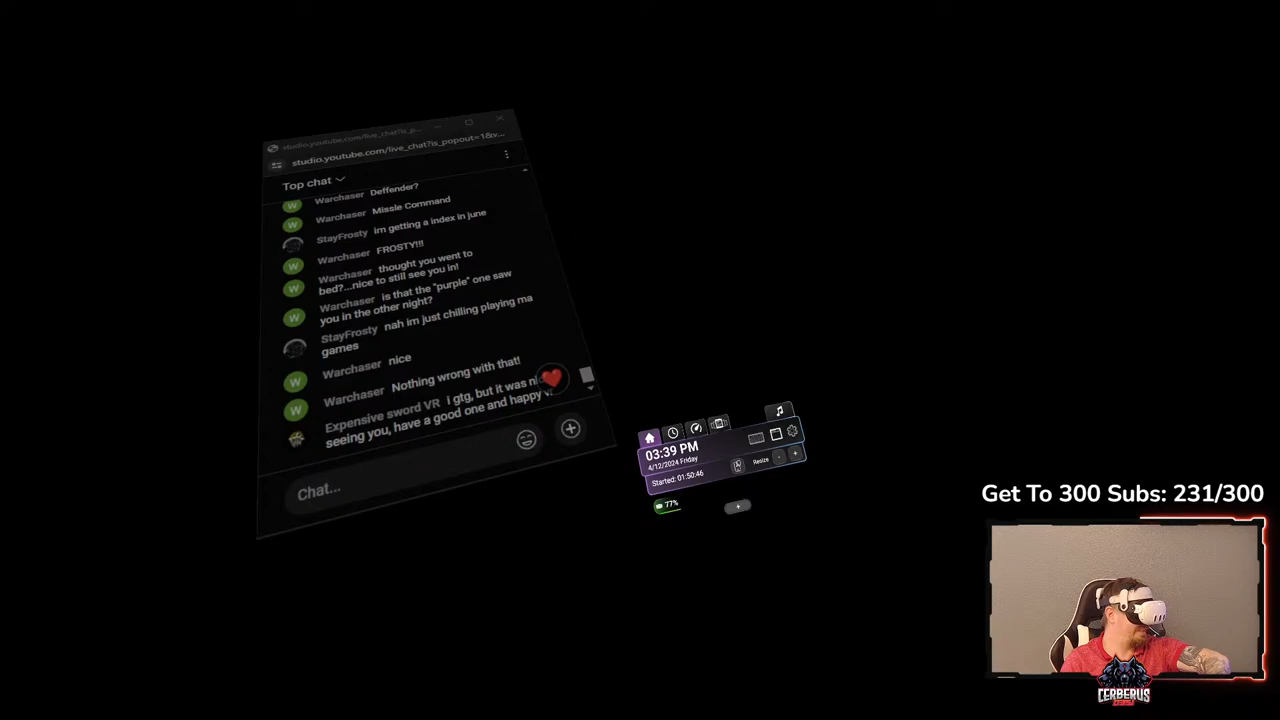 studio.youtube.com/live_chat?is_p...
studio.youtube.com/live_chat?is_popout=1&v...
Top chat
Warchaser Deffender?
Warchaser Missle Command
StayFrosty im getting a index in june
Warchaser FROSTY!!!
Warchaser thought you went to
bed?...nice to still see you in!
Warchaser is that the "purple" one saw
you in the other night?
StayFrosty nah im just chilling playing ma
games
Warchaser nice
Warchaser Nothing wrong with that!
Expensive sword VR i gtg, but it was
seeing you, have a good one and happy
Chat...
03:39 PM
4/12/2024 Friday
Started: 01:50:46
Resize - +
77%
+
Get To 300 Subs: 231/300
CERBERUS